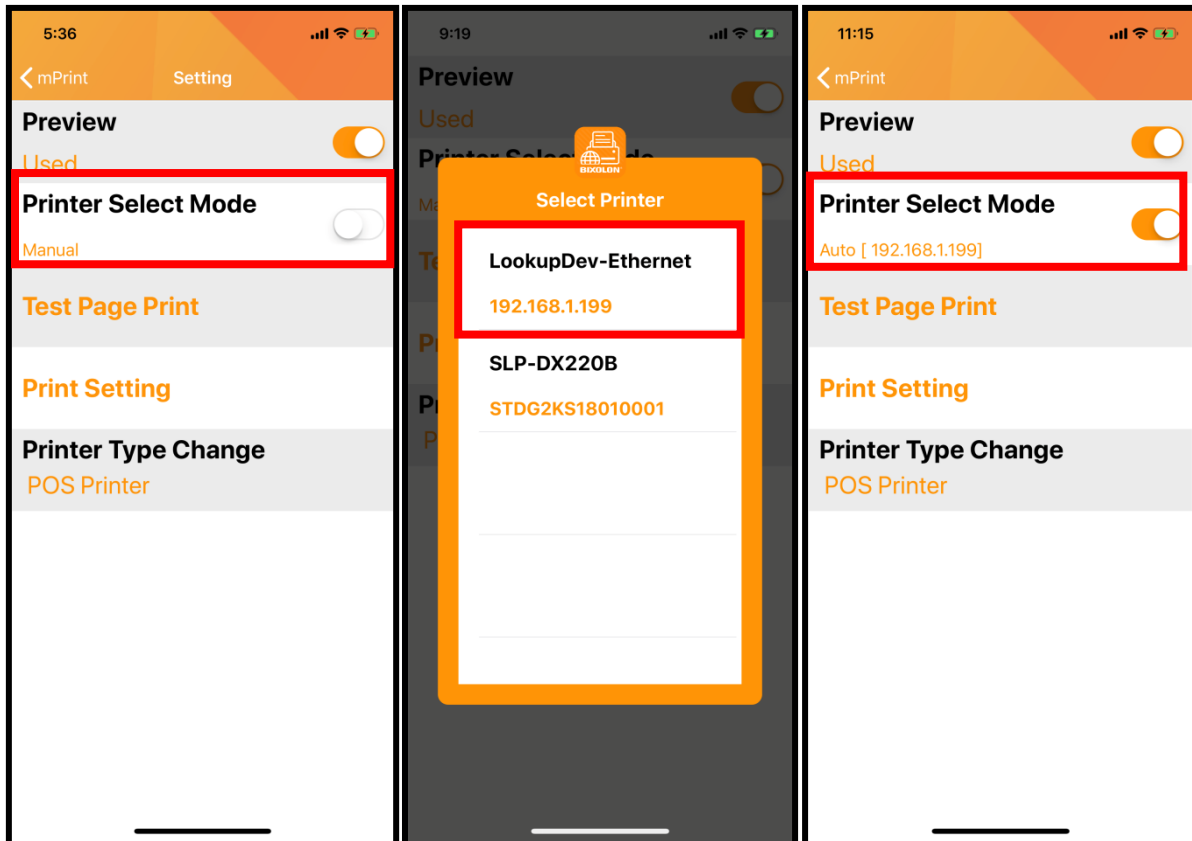 5:36
mPrint
Setting
Preview
Used
Printer Select Mode
Manual
Test Page Print
Print Setting
Printer Type Change
POS Printer
9:19
Preview
Used
BIXOLON
Select Printer
LookupDev-Ethernet
192.168.1.199
SLP-DX220B
STDG2KS18010001
11:15
mPrint
Preview
Used
Printer Select Mode
Auto [ 192.168.1.199]
Test Page Print
Print Setting
Printer Type Change
POS Printer